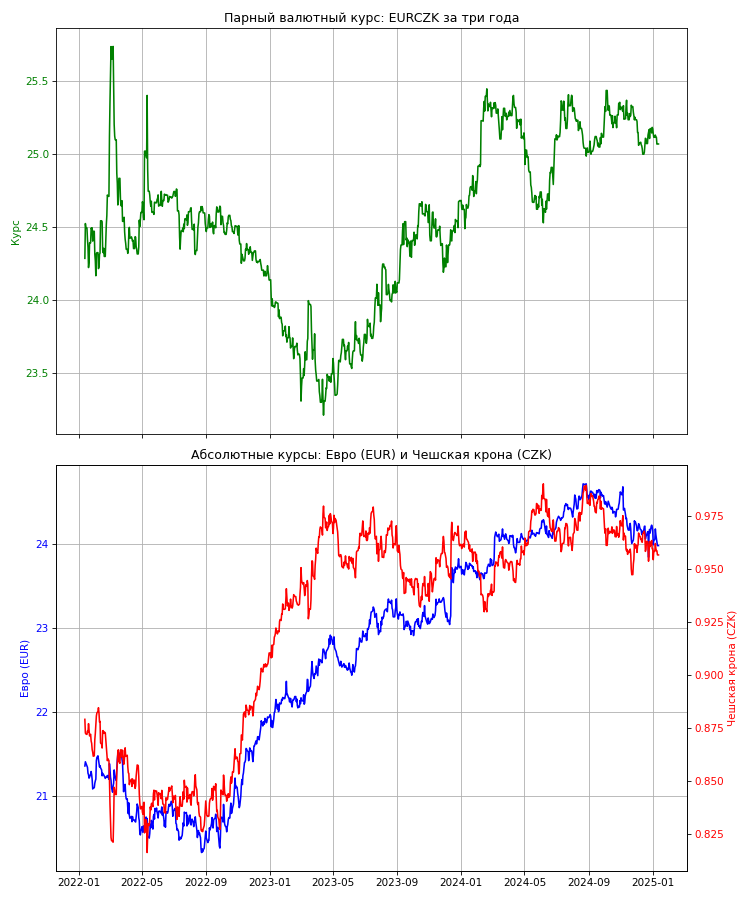 Парный валютный курс: EURCZK за три года
25.5
25.0
24.5
24.0
23.5
Курс
Абсолютные курсы: Евро (EUR) и Чешская крона (CZK)
24
23
22
21
Евро (EUR)
0.975
0.950
0.925
0.900
0.875
0.850
0.825
Чешская крона (CZK)
2022-01 2022-05 2022-09 2023-01 2023-05 2023-09 2024-01 2024-05 2024-09 2025-01